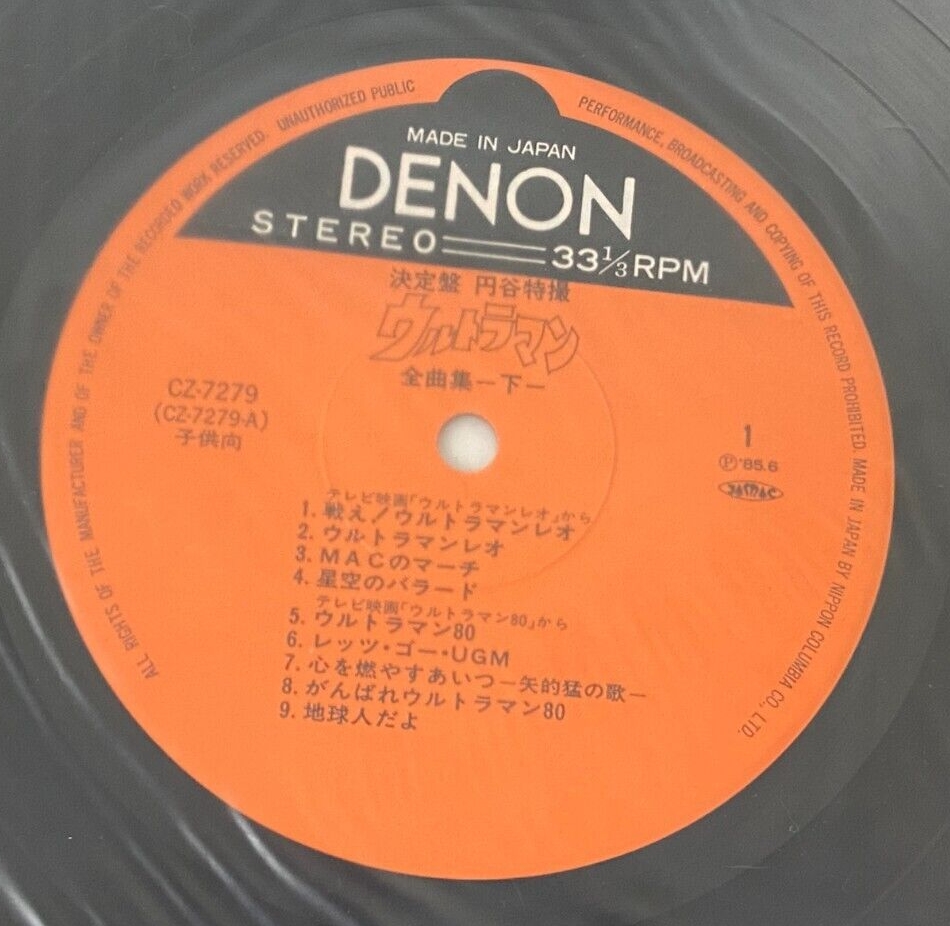 ALL RIGHTS OF THE MANUFACTURER AND OF THE OWNER OF THE RECORDED WORK RESERVED. UNAUTHORIZED PUBLIC PERFORMANCE, BROADCASTING AND COPYING OF THIS RECORD PROHIBITED. MADE IN JAPAN BY NIPPON COLUMBIA CO., LTD.
MADE IN JAPAN
DENON
STEREO 33⅓RPM
決定盤 円谷特撮
ウルトラマン
全曲集ー下ー
CZ-7279
(CZ-7279-A)
子供向
1
Ⓟ'85.6
JASRAC
テレビ映画「ウルトラマンレオ」から
1. 戦え!ウルトラマンレオ
2. ウルトラマンレオ
3. MACのマーチ
4. 星空のバラード
テレビ映画「ウルトラマン80」から
5. ウルトラマン80
6. レッツ・ゴー・UGM
7. 心を燃やすあいつー矢的猛の歌ー
8. がんばれウルトラマン80
9. 地球人だよ